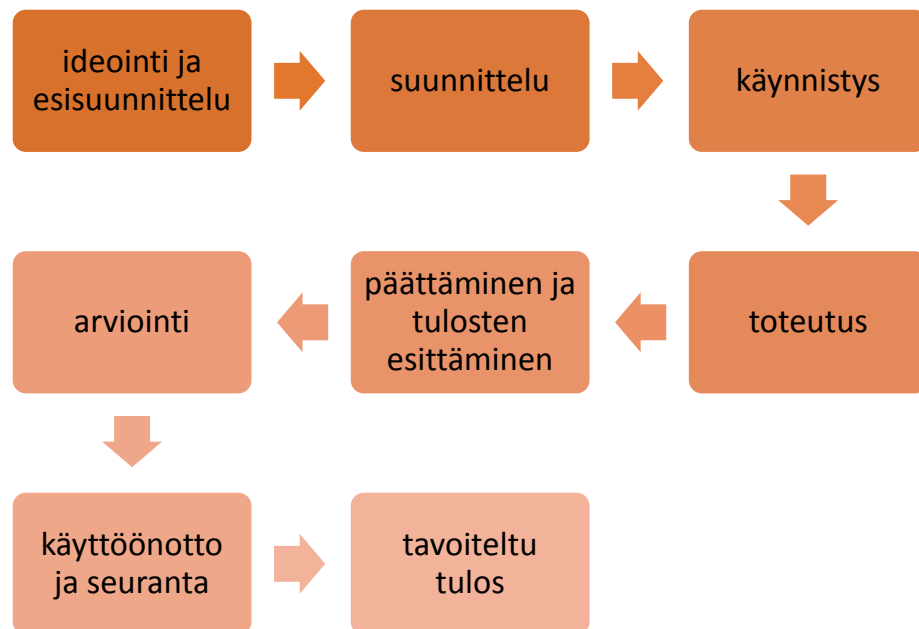 ideointi ja
esisuunnittelu
suunnittelu
käynnistys
toteutus
päättäminen ja
tulosten
esittäminen
arviointi
käyttöönotto
ja seuranta
tavoiteltu
tulos